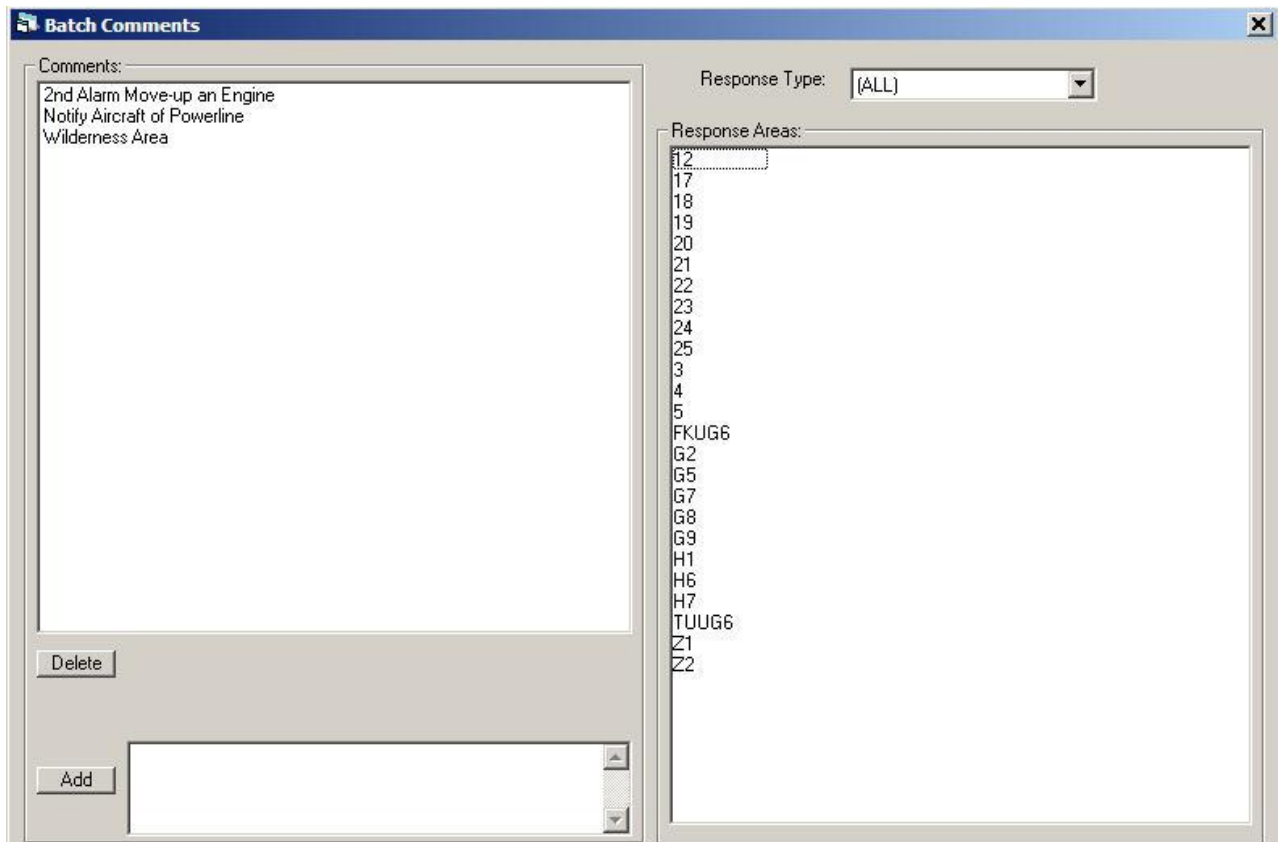 Batch Comments
Comments:
2nd Alarm Move-up an Engine
Notify Aircraft of Powerline
Wilderness Area
Delete
Add
Response Type: (ALL)
Response Areas:
12
17
18
19
20
21
22
23
24
25
3
4
5
FKUG6
G2
G5
G7
G8
G9
H1
H6
H7
TUUG6
Z1
Z2